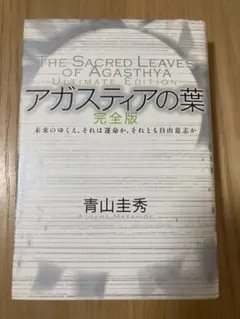 THE SACRED LEAVES
OF AGASTHYA
ULTIMATE EDITION
アガスティアの葉
完全版
未来のゆくえ、それは運命か、それとも自由意志か
青山圭秀
AOYAMA MASAHIDE